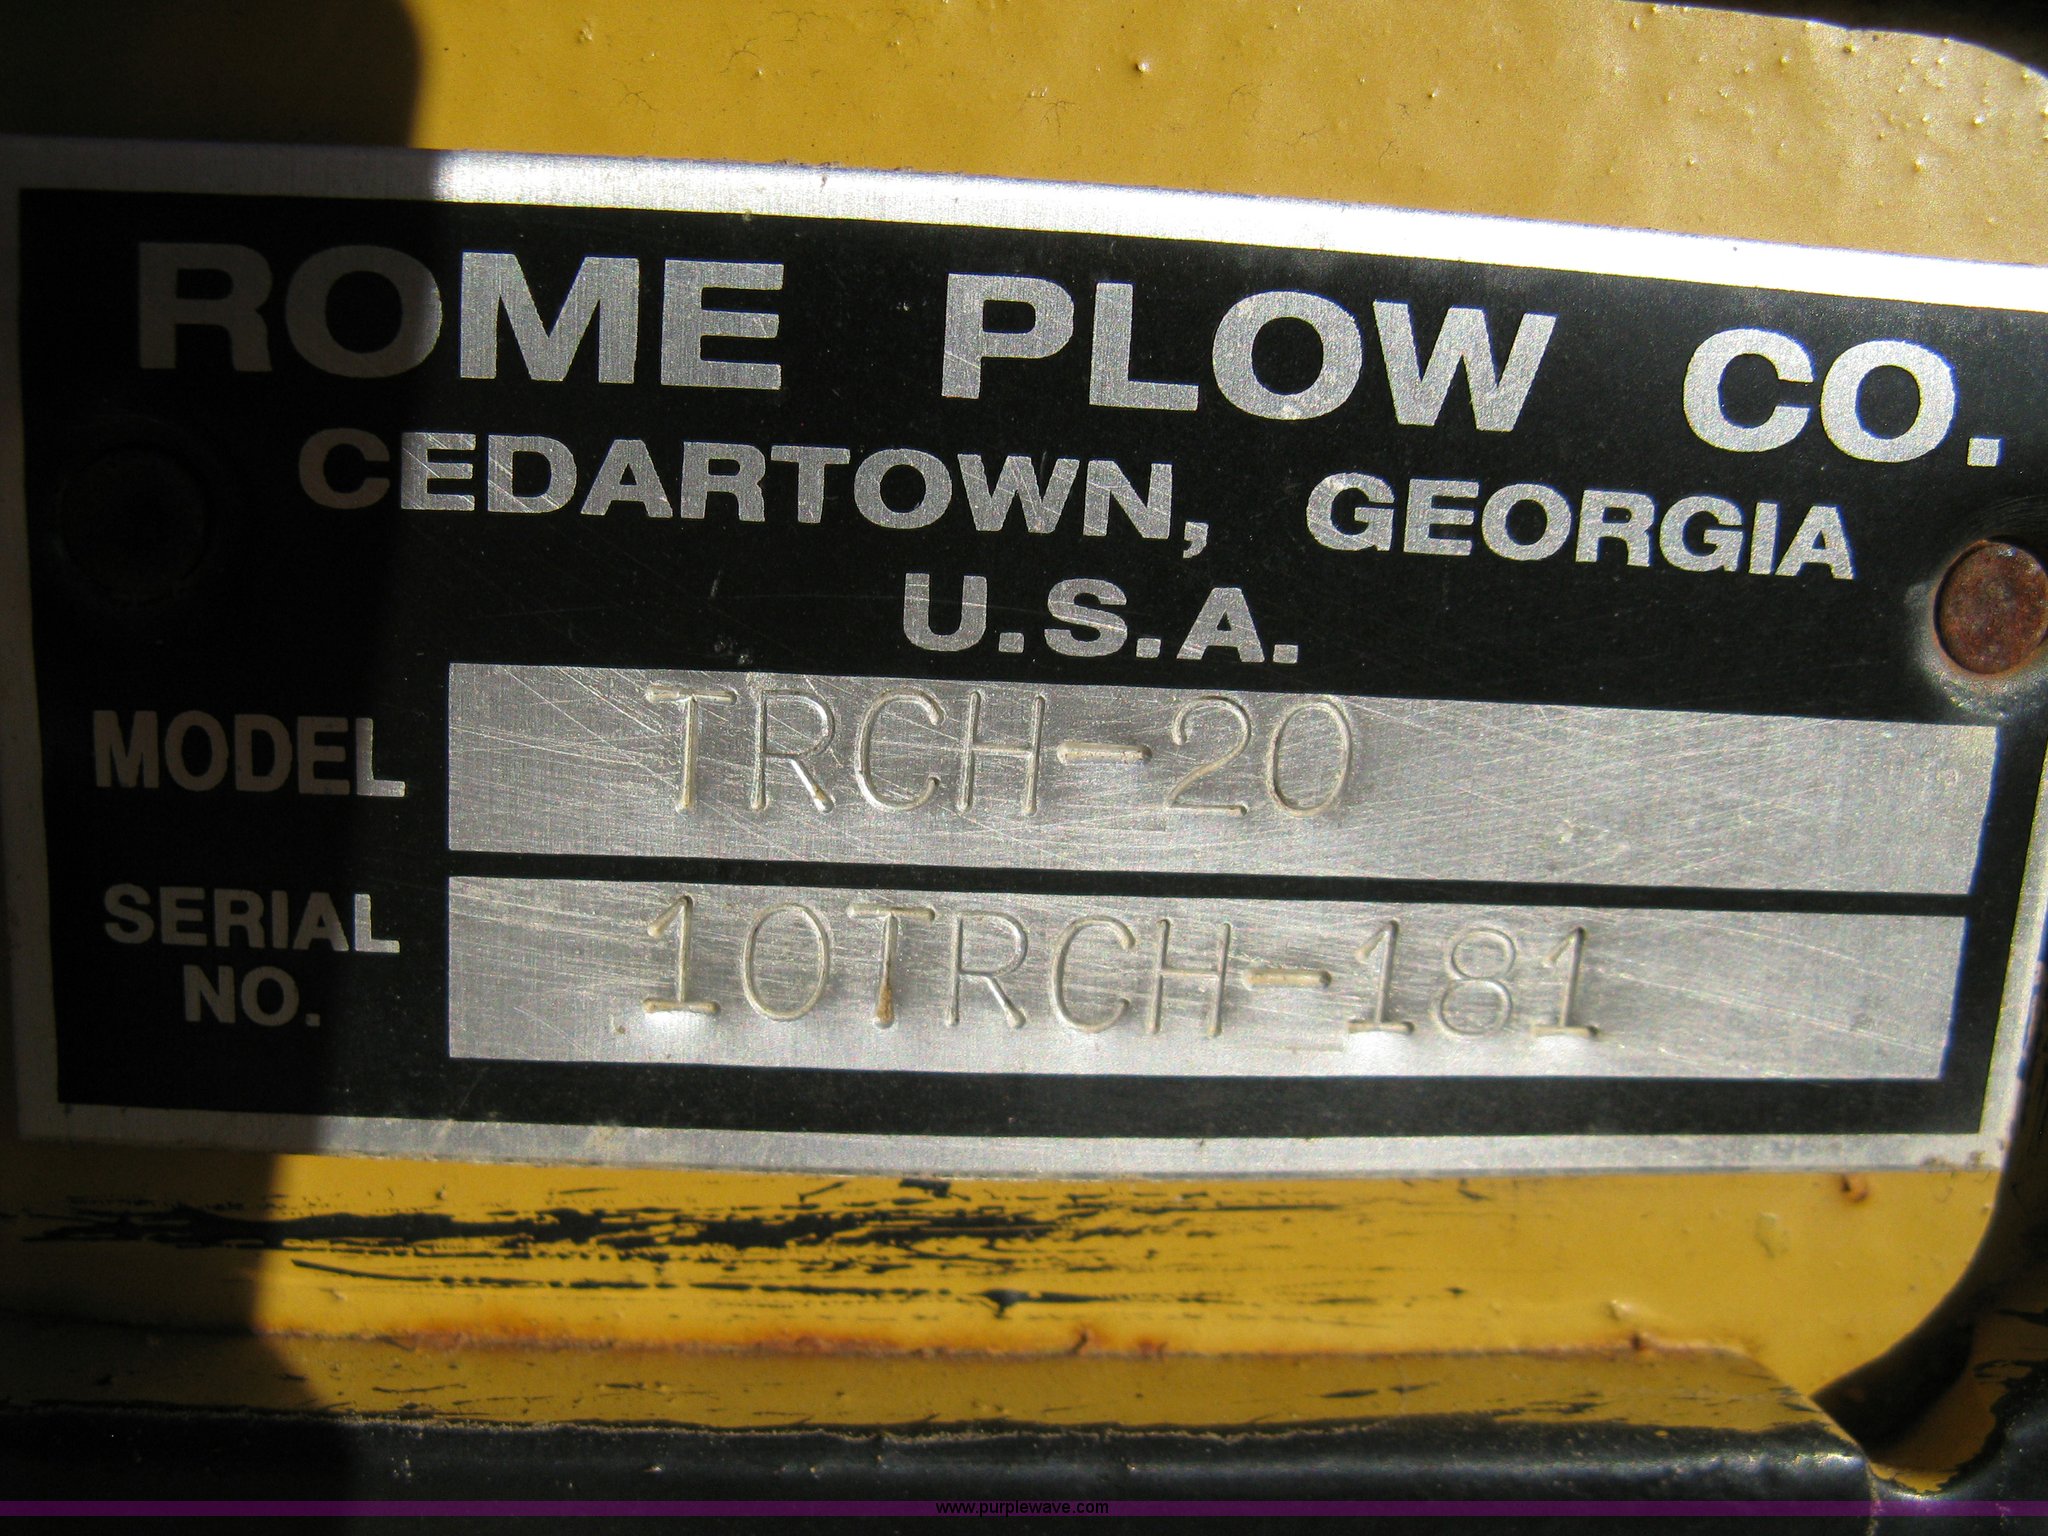 ROME PLOW CO.
CEDARTOWN, GEORGIA
U.S.A.
MODEL TRCH-20
SERIAL NO. 10TRCH-181
www.purplewave.com